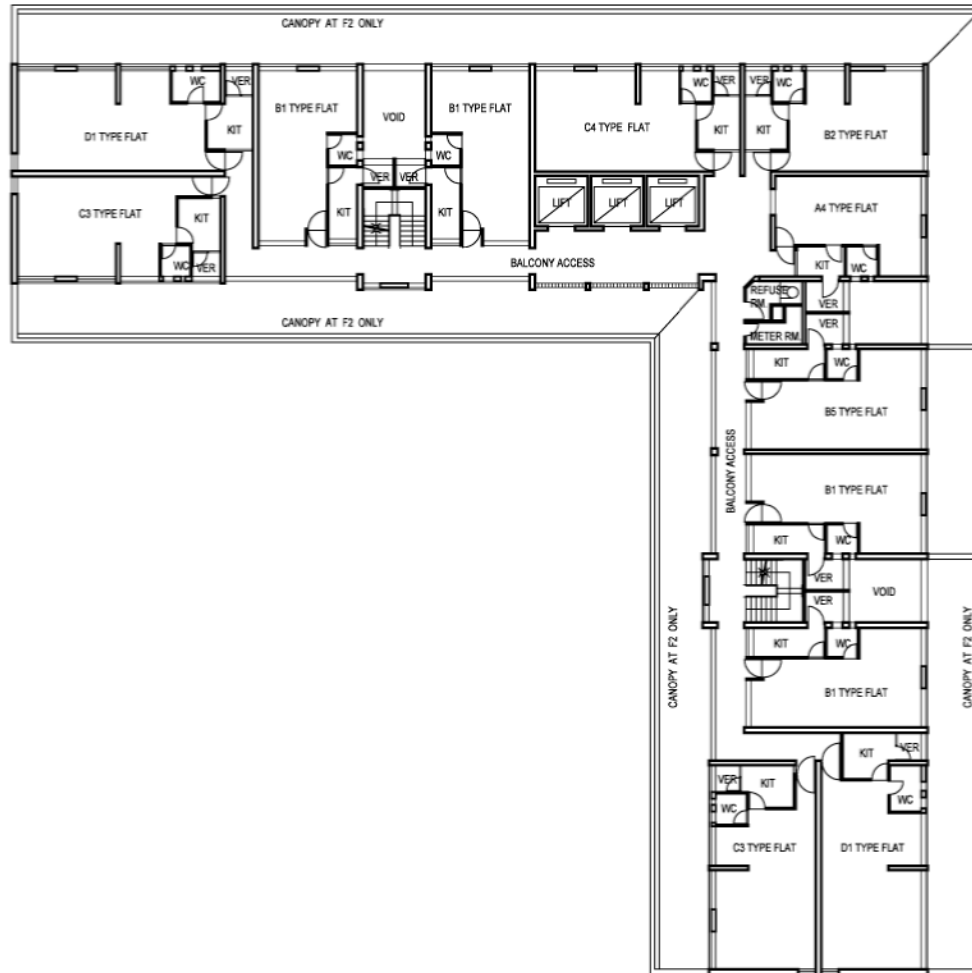 CANOPY AT F2 ONLY
WC
VER
KIT
D1 TYPE FLAT
B1 TYPE FLAT
WC
KIT
VOID
VER
VER
B1 TYPE FLAT
WC
KIT
C4 TYPE FLAT
WC
VER
KIT
VER
WC
KIT
B2 TYPE FLAT
C3 TYPE FLAT
KIT
WC
VER
LIFT
LIFT
LIFT
A4 TYPE FLAT
KIT
WC
VER
BALCONY ACCESS
CANOPY AT F2 ONLY
REFUSE
RM.
METER RM.
VER
KIT
WC
B5 TYPE FLAT
BALCONY ACCESS
B1 TYPE FLAT
KIT
WC
VER
VOID
VER
KIT
WC
B1 TYPE FLAT
CANOPY AT F2 ONLY
CANOPY AT F2 ONLY
KIT
VER
WC
VER
KIT
WC
C3 TYPE FLAT
D1 TYPE FLAT